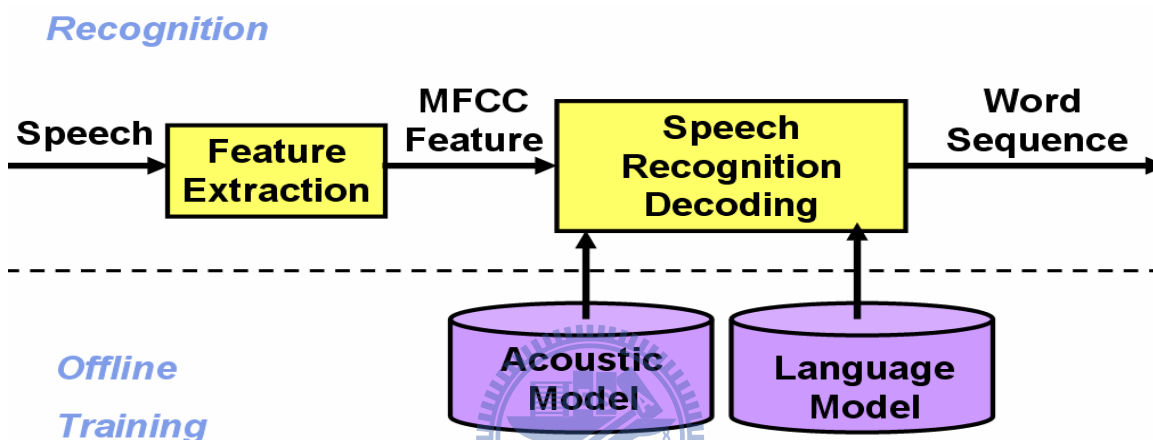 Recognition
Speech
Feature
Extraction
MFCC
Feature
Speech
Recognition
Decoding
Word
Sequence
Acoustic
Model
Language
Model
Offline
Training